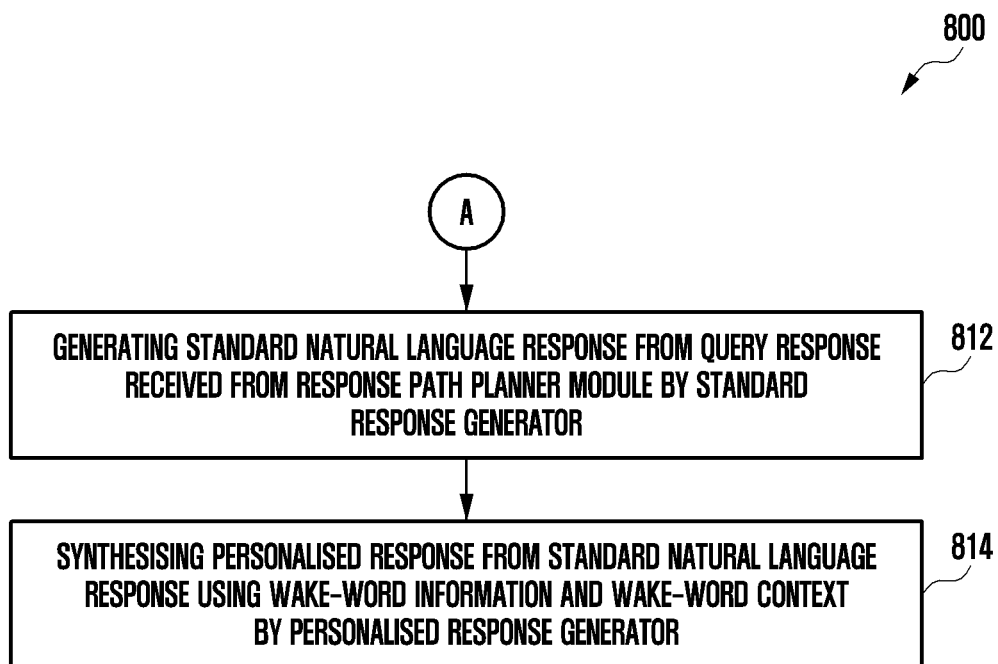 800
A
GENERATING STANDARD NATURAL LANGUAGE RESPONSE FROM QUERY RESPONSE
RECEIVED FROM RESPONSE PATH PLANNER MODULE BY STANDARD
RESPONSE GENERATOR
812
SYNTHESISING PERSONALISED RESPONSE FROM STANDARD NATURAL LANGUAGE
RESPONSE USING WAKE-WORD INFORMATION AND WAKE-WORD CONTEXT
BY PERSONALISED RESPONSE GENERATOR
814